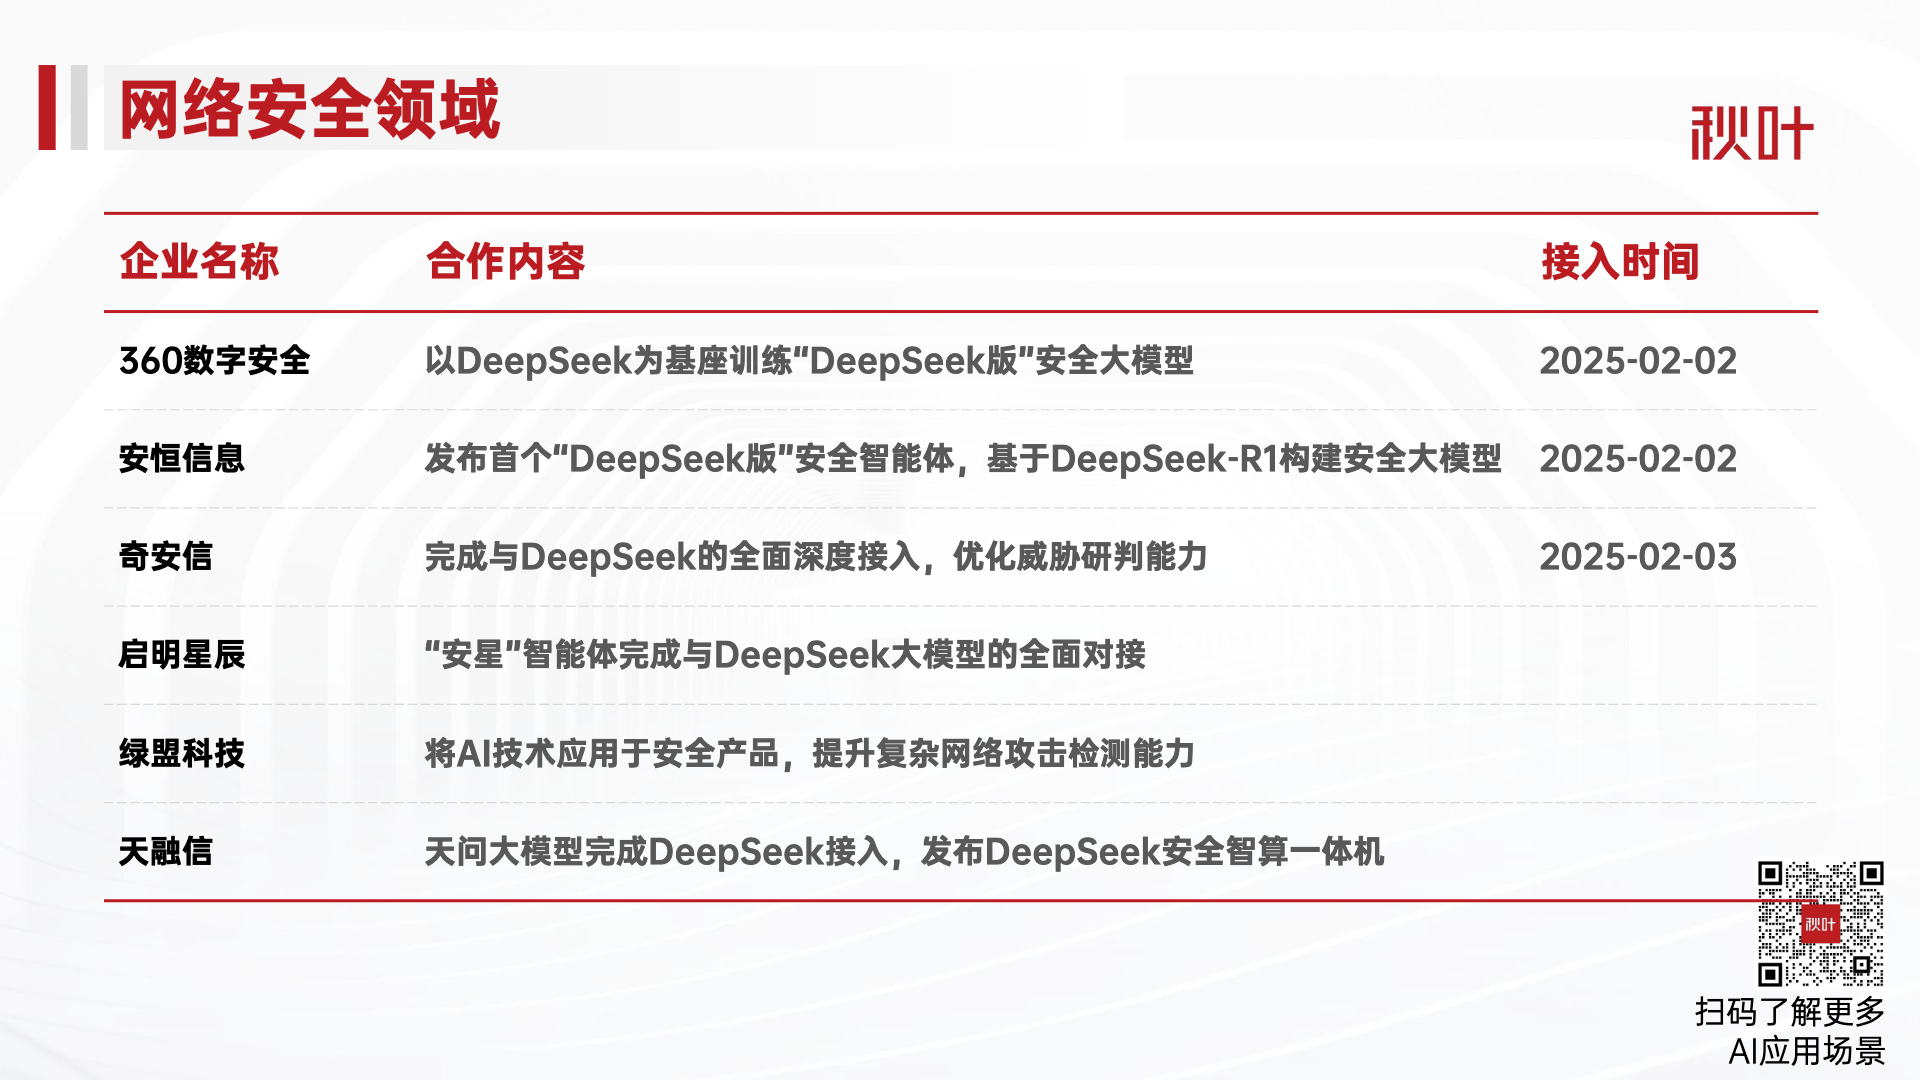 网络安全领域
秋叶
企业名称 合作内容 接入时间
360数字安全 以DeepSeek为基座训练“DeepSeek版”安全大模型 2025-02-02
安恒信息 发布首个“DeepSeek版”安全智能体，基于DeepSeek-R1构建安全大模型 2025-02-02
奇安信 完成与DeepSeek的全面深度接入，优化威胁研判能力 2025-02-03
启明星辰 “安星”智能体完成与DeepSeek大模型的全面对接
绿盟科技 将AI技术应用于安全产品，提升复杂网络攻击检测能力
天融信 天问大模型完成DeepSeek接入，发布DeepSeek安全智算一体机
秋叶
扫码了解更多
AI应用场景